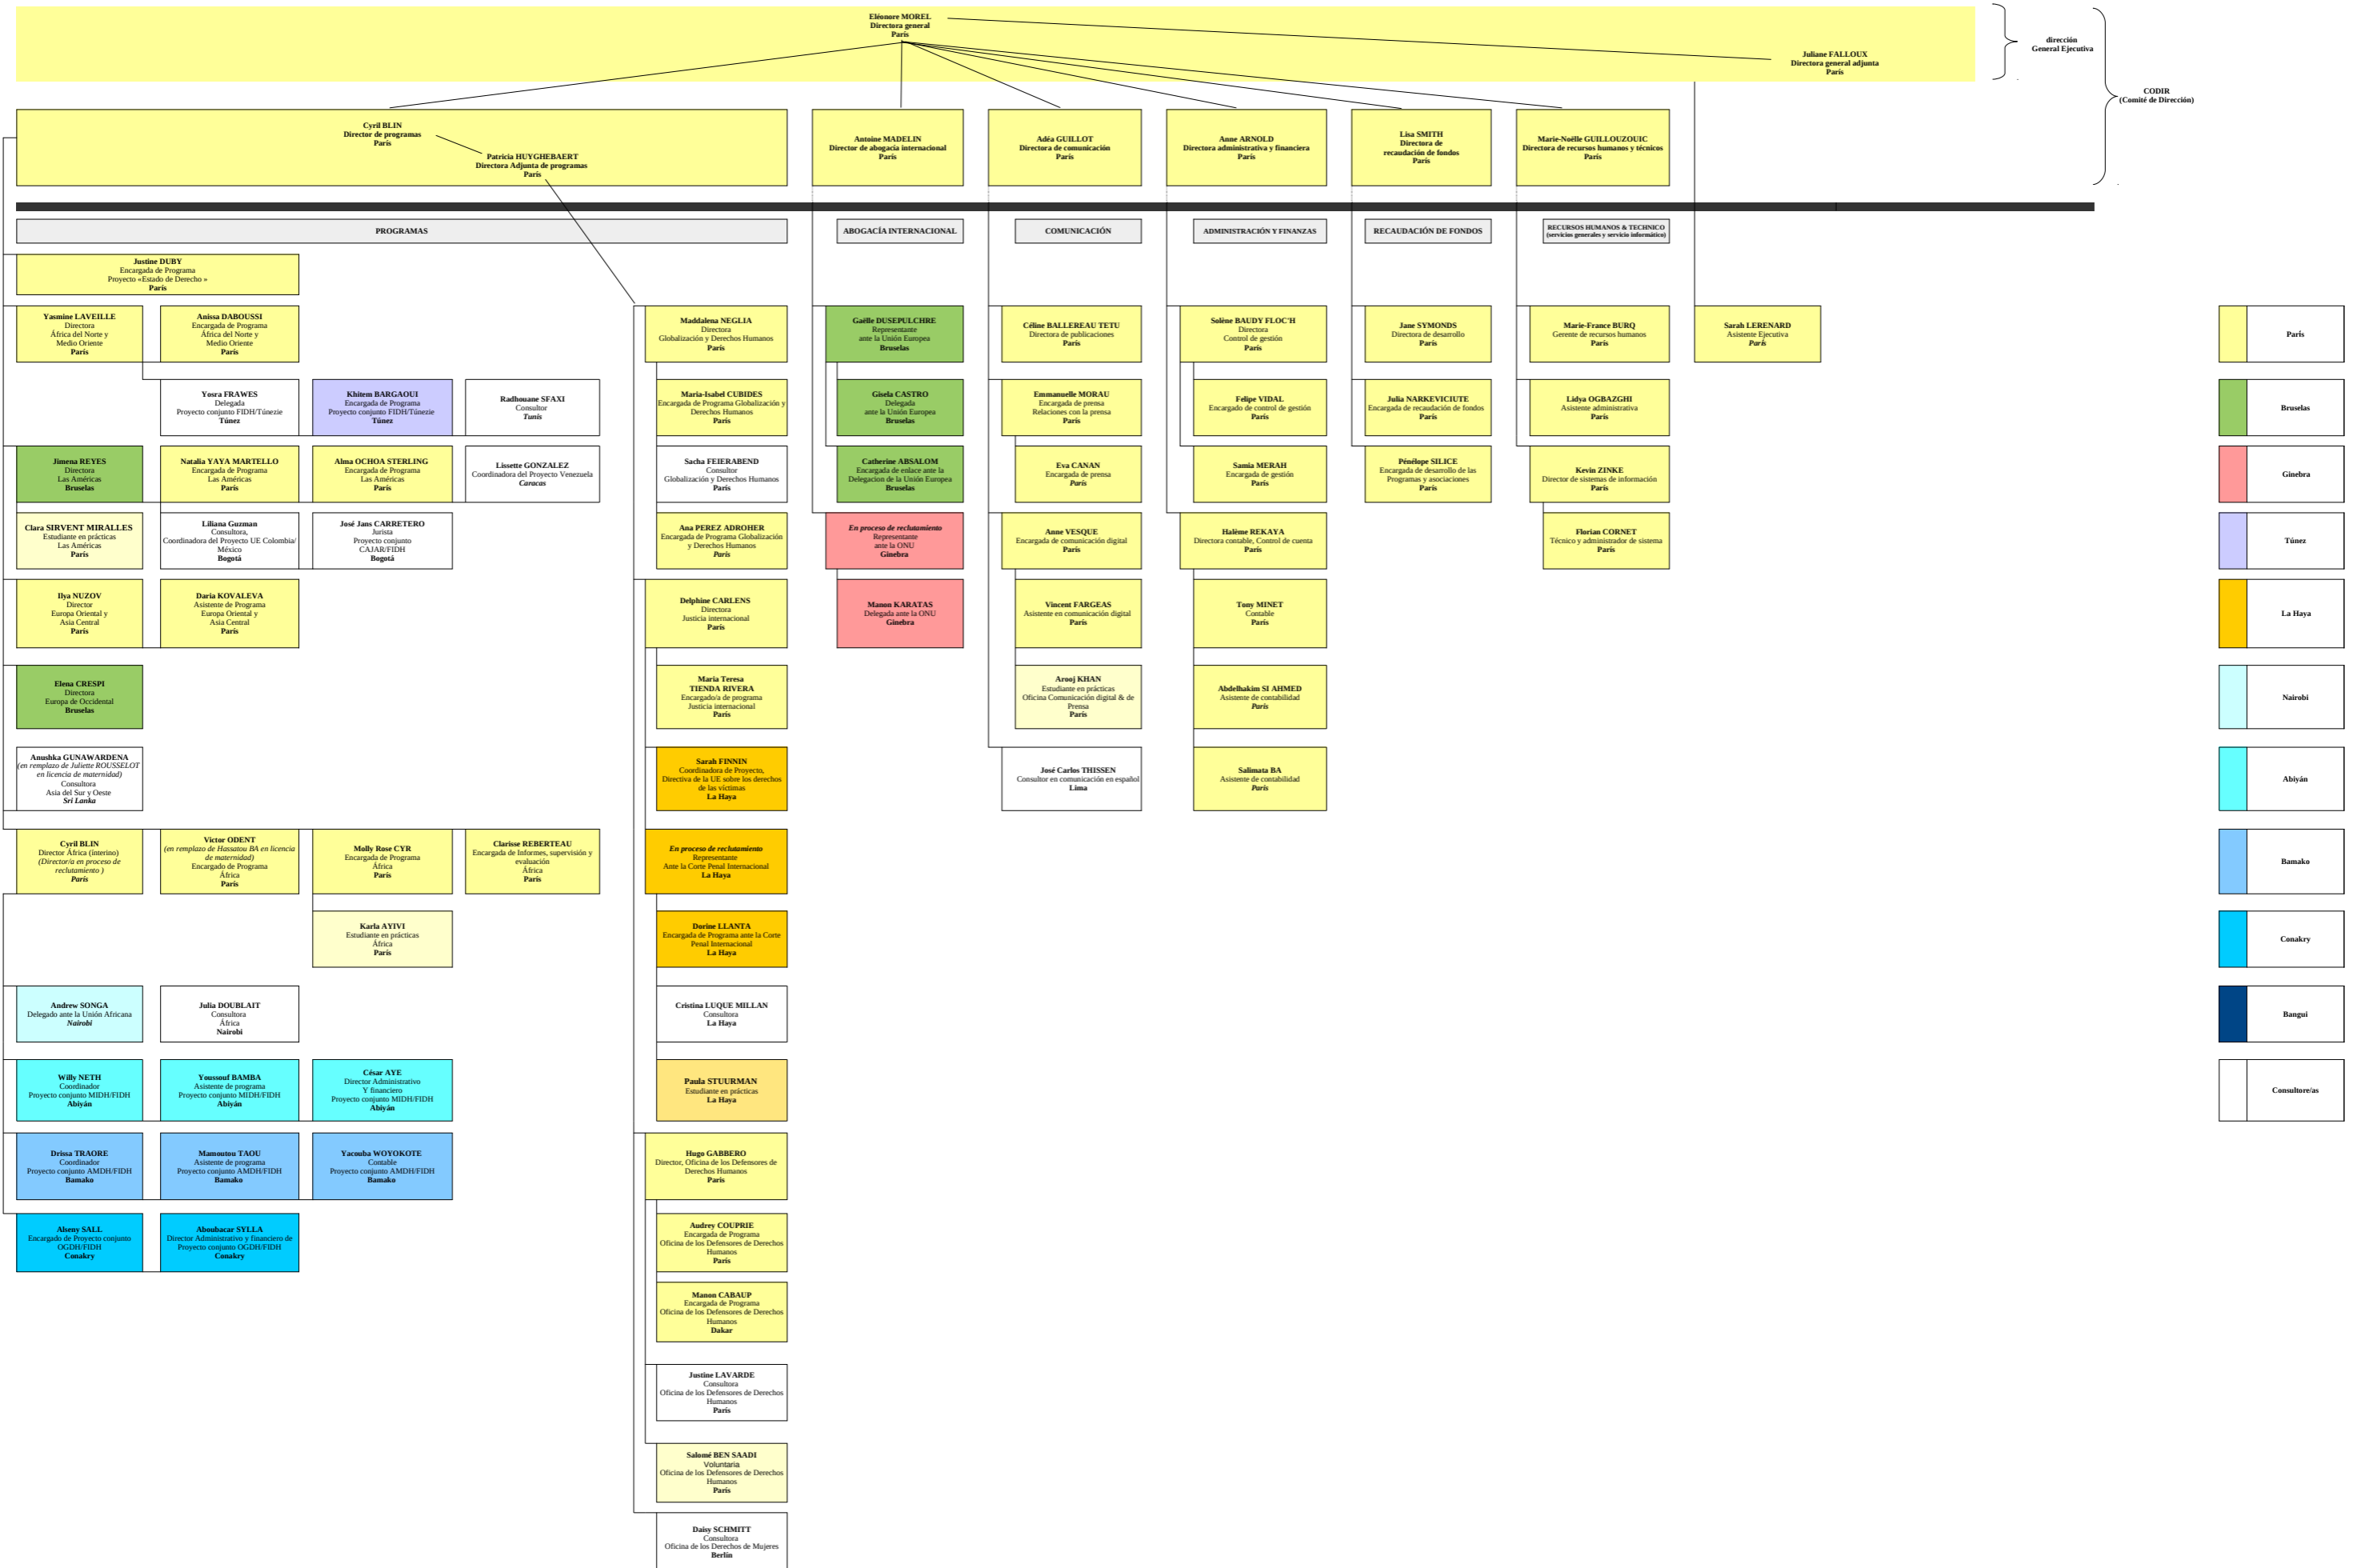 Eléonore MOREL
Directora general
París
Juliane FALLOUX
Directora general adjunta
París
dirección
General Ejecutiva
CODIR
(Comité de Dirección)
Cyril BLIN
Director de programas
París
Patricia HUYGHEBAERT
Directora Adjunta de programas
París
Antoine MADELIN
Director de abogacía internacional
París
Adéa GUILLOT
Directora de comunicación
París
Anne ARNOLD
Directora administrativa y financiera
París
Lisa SMITH
Directora de
recaudación de fondos
París
Marie-Noëlle GUILLOUZOUIC
Directora de recursos humanos y técnicos
París
PROGRAMAS
ABOGACÍA INTERNACIONAL
COMUNICACIÓN
ADMINISTRACIÓN Y FINANZAS
RECAUDACIÓN DE FONDOS
RECURSOS HUMANOS & TECHNICO
(servicios generales y servicio informático)
Justine DUBY
Encargada de Programa
Proyecto «Estado de Derecho »
París
Yasmine LAVEILLE
Directora
África del Norte y
Medio Oriente
París
Anissa DABOUSSI
Encargada de Programa
África del Norte y
Medio Oriente
París
Maddalena NEGLIA
Directora
Globalización y Derechos Humanos
París
Gaëlle DUSEPULCHRE
Representante
ante la Unión Europea
Bruselas
Céline BALLEREAU TETU
Directora de publicaciones
París
Solène BAUDY FLOC'H
Directora
Control de gestión
París
Jane SYMONDS
Directora de desarrollo
París
Marie-France BURQ
Gerente de recursos humanos
París
Sarah LERENARD
Asistente Ejecutiva
París
París
Yosra FRAWES
Delegada
Proyecto conjunto FIDH/Túnezie
Túnez
Khitem BARGAOUI
Encargada de Programa
Proyecto conjunto FIDH/Túnezie
Túnez
Radhouane SFAXI
Consultor
Tunis
Maria-Isabel CUBIDES
Encargada de Programa Globalización y
Derechos Humanos
París
Gisela CASTRO
Delegada
ante la Unión Europea
Bruselas
Emmanuelle MORAU
Encargada de prensa
Relaciones con la prensa
París
Felipe VIDAL
Encargado de control de gestión
París
Julia NARKEVICIUTE
Encargada de recaudación de fondos
París
Lidya OGBAZGHI
Asistente administrativa
París
Bruselas
Jimena REYES
Directora
Las Américas
Bruselas
Natalia YAYA MARTELLO
Encargada de Programa
Las Américas
París
Alma OCHOA STERLING
Encargada de Programa
Las Américas
París
Lissette GONZALEZ
Coordinadora del Proyecto Venezuela
Caracas
Sacha FEIERABEND
Consultor
Globalización y Derechos Humanos
París
Catherine ABSALOM
Encargada de enlace ante la
Delegacion de la Unión Europea
Bruselas
Eva CANAN
Encargada de prensa
París
Samia MERAH
Encargada de gestión
París
Pénélope SILICE
Encargada de desarrollo de las
Programas y asociaciones
París
Kevin ZINKE
Director de sistemas de información
París
Ginebra
Clara SIRVENT MIRALLES
Estudiante en prácticas
Las Américas
París
Liliana Guzman
Consultora,
Coordinadora del Proyecto UE Colombia/
México
Bogotá
José Jans CARRETERO
Jurista
Proyecto conjunto
CAJAR/FIDH
Bogotá
Ana PEREZ ADROHER
Encargada de Programa Globalización
y Derechos Humanos
París
En proceso de reclutamiento
Representante
ante la ONU
Ginebra
Anne VESQUE
Encargada de comunicación digital
París
Halème REKAYA
Directora contable, Control de cuenta
París
Florian CORNET
Técnico y administrador de sistema
París
Túnez
Ilya NUZOV
Director
Europa Oriental y
Asia Central
París
Daria KOVALEVA
Asistente de Programa
Europa Oriental y
Asia Central
París
Delphine CARLENS
Directora
Justicia internacional
París
Manon KARATAS
Delegada ante la ONU
Ginebra
Vincent FARGEAS
Asistente en comunicación digital
París
Tony MINET
Contable
París
La Haya
Elena CRESPI
Directora
Europa de Occidental
Bruselas
Maria Teresa
TIENDA RIVERA
Encargado/a de programa
Justicia internacional
París
Arooj KHAN
Estudiante en prácticas
Oficina Comunicación digital & de
Prensa
París
Abdelhakim SI AHMED
Asistente de contabilidad
París
Nairobi
Anushka GUNAWARDENA
(en remplazo de Juliette ROUSSELOT
en licencia de maternidad)
Consultora
Asia del Sur y Oeste
Sri Lanka
Sarah FINNIN
Coordinadora de Proyecto,
Directiva de la UE sobre los derechos
de las víctimas
La Haya
José Carlos THISSEN
Consultor en comunicación en español
Lima
Salimata BA
Asistente de contabilidad
París
Abiyán
Cyril BLIN
Director África (interino)
(Director/a en proceso de
reclutamiento )
París
Victor ODENT
(en remplazo de Hassatou BA en licencia
de maternidad)
Encargado de Programa
África
París
Molly Rose CYR
Encargada de Programa
África
París
Clarisse REBERTEAU
Encargada de Informes, supervisión y
evaluación
África
París
En proceso de reclutamiento
Representante
Ante la Corte Penal Internacional
La Haya
Bamako
Karla AYIVI
Estudiante en prácticas
África
París
Dorine LLANTA
Encargada de Programa ante la Corte
Penal Internacional
La Haya
Conakry
Andrew SONGA
Delegado ante la Unión Africana
Nairobi
Julia DOUBLAIT
Consultora
África
Nairobi
Cristina LUQUE MILLAN
Consultora
La Haya
Bangui
Willy NETH
Coordinador
Proyecto conjunto MIDH/FIDH
Abiyán
Youssouf BAMBA
Asistente de programa
Proyecto conjunto MIDH/FIDH
Abiyán
César AYE
Director Administrativo
Y financiero
Proyecto conjunto MIDH/FIDH
Abiyán
Paula STUURMAN
Estudiante en prácticas
La Haya
Consultore/as
Drissa TRAORE
Coordinador
Proyecto conjunto AMDH/FIDH
Bamako
Mamoutou TAOU
Asistente de programa
Proyecto conjunto AMDH/FIDH
Bamako
Yacouba WOYOKOTE
Contable
Proyecto conjunto AMDH/FIDH
Bamako
Hugo GABBERO
Director, Oficina de los Defensores de
Derechos Humanos
París
Alseny SALL
Encargado de Proyecto conjunto
OGDH/FIDH
Conakry
Aboubacar SYLLA
Director Administrativo y financiero de
Proyecto conjunto OGDH/FIDH
Conakry
Audrey COUPRIE
Encargada de Programa
Oficina de los Defensores de Derechos
Humanos
París
Manon CABAUP
Encargada de Programa
Oficina de los Defensores de Derechos
Humanos
Dakar
Justine LAVARDE
Consultora
Oficina de los Defensores de Derechos
Humanos
París
Salomé BEN SAADI
Voluntaria
Oficina de los Defensores de Derechos
Humanos
París
Daisy SCHMITT
Consultora
Oficina de los Derechos de Mujeres
Berlín